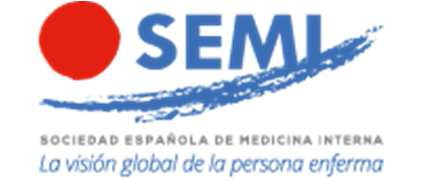 SEMI
SOCIEDAD ESPAÑOLA DE MEDICINA INTERNA
La visión global de la persona enferma